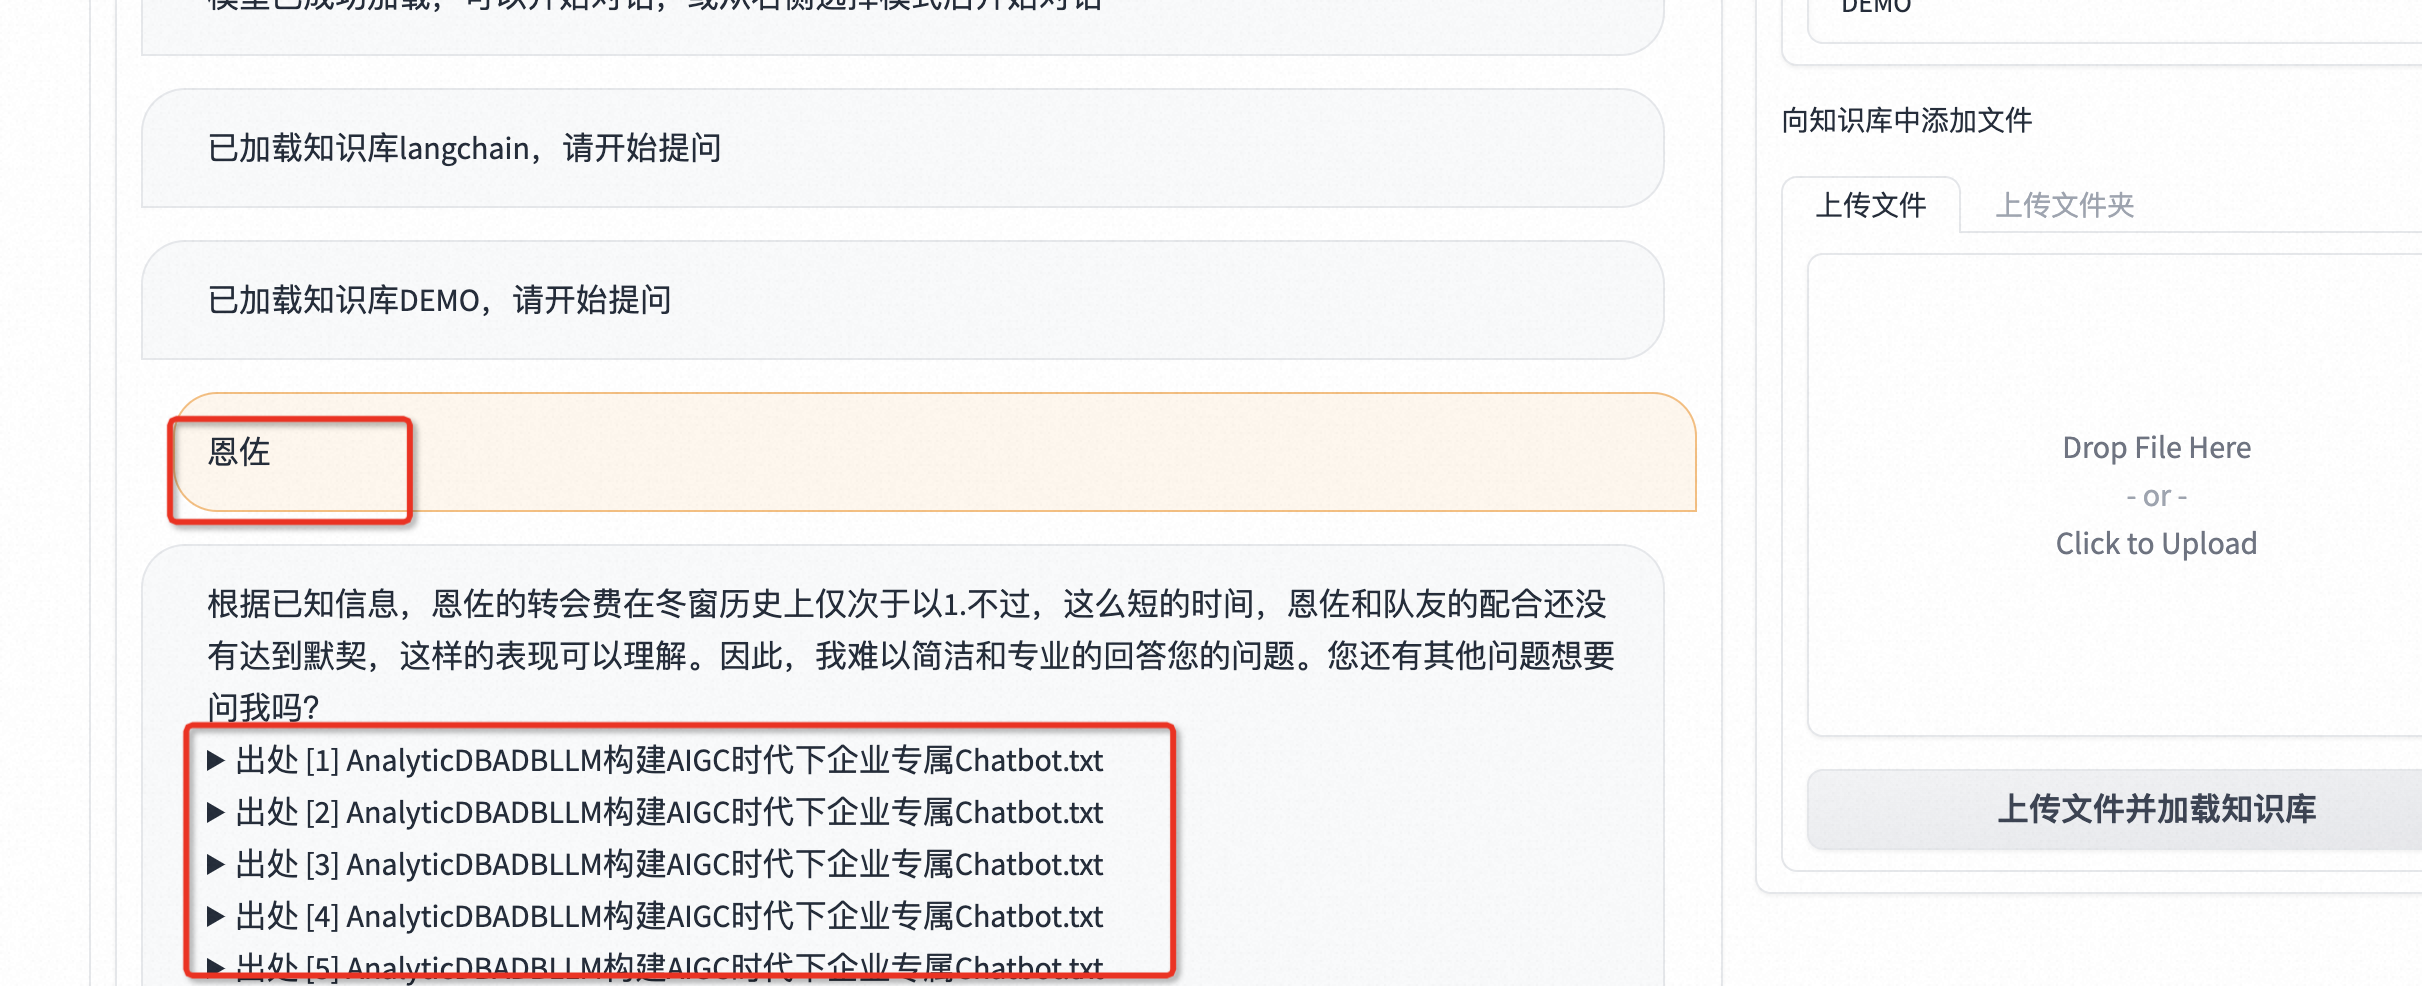 模型已成功加载，可以开始对话，或从右侧选择模式后开始对话
已加载知识库langchain，请开始提问
已加载知识库DEMO，请开始提问
恩佐
根据已知信息，恩佐的转会费在冬窗历史上仅次于以1.不过，这么短的时间，恩佐和队友的配合还没
有达到默契，这样的表现可以理解。因此，我难以简洁和专业的回答您的问题。您还有其他问题想要
问我吗？
出处 [1] AnalyticDBADBLLM构建AIGC时代下企业专属Chatbot.txt
出处 [2] AnalyticDBADBLLM构建AIGC时代下企业专属Chatbot.txt
出处 [3] AnalyticDBADBLLM构建AIGC时代下企业专属Chatbot.txt
出处 [4] AnalyticDBADBLLM构建AIGC时代下企业专属Chatbot.txt
出处 [5] AnalyticDBADBLLM构建AIGC时代下企业专属Chatbot.txt
DEMO
向知识库中添加文件
上传文件
上传文件夹
Drop File Here
- or -
Click to Upload
上传文件并加载知识库